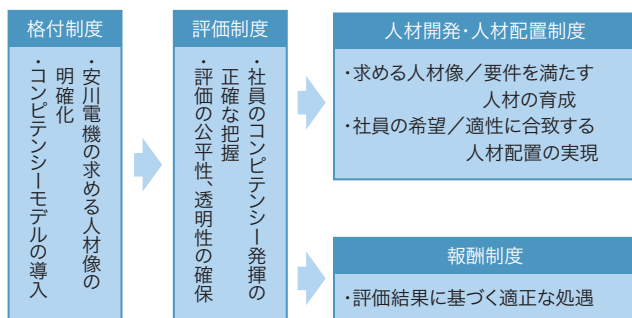 格付制度
・安川電機の求める人材像の
明確化
・コンピテンシーモデルの導入
評価制度
・社員のコンピテンシー発揮の
正確な把握
・評価の公平性、透明性の確保
人材開発・人材配置制度
・求める人材像／要件を満たす
人材の育成
・社員の希望／適性に合致する
人材配置の実現
報酬制度
・評価結果に基づく適正な処遇